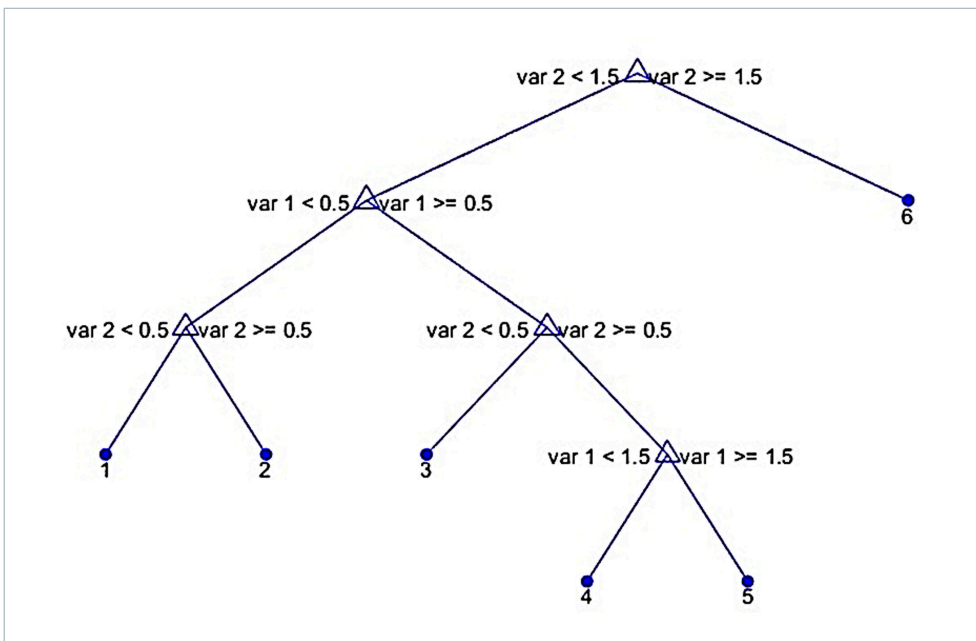 var 2 < 1.5 var 2 >= 1.5
var 1 < 0.5 var 1 >= 0.5
6
var 2 < 0.5 var 2 >= 0.5
var 2 < 0.5 var 2 >= 0.5
1
2
3
var 1 < 1.5 var 1 >= 1.5
4
5